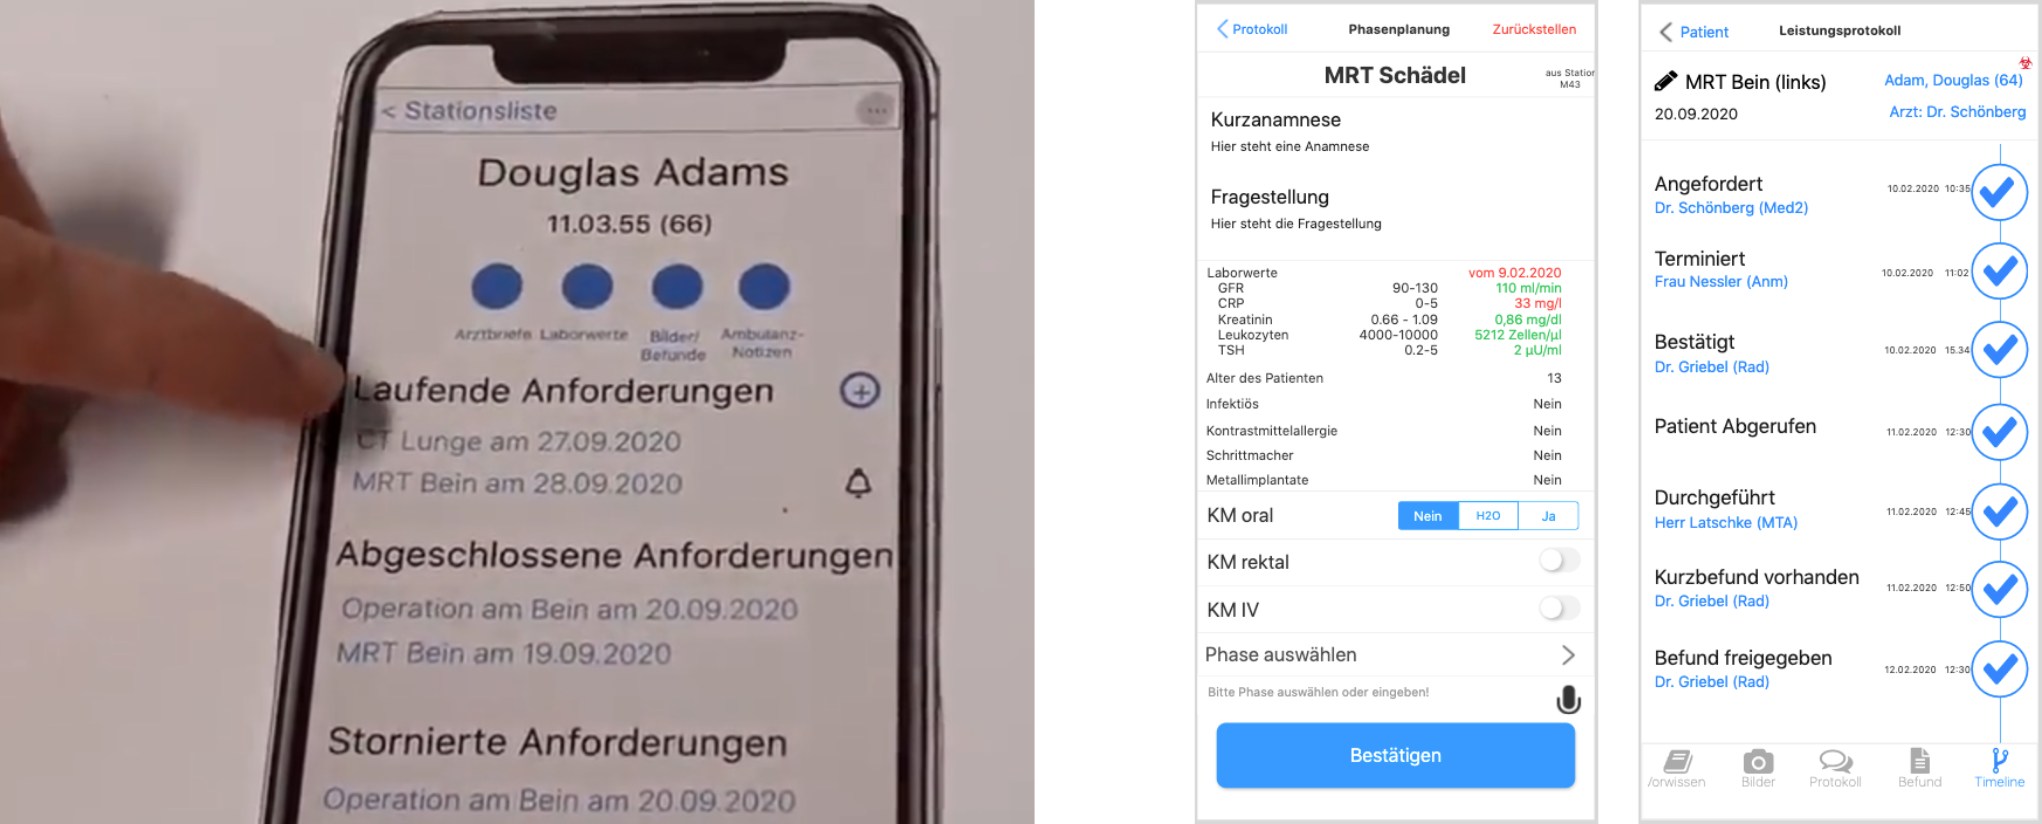 < Stationsliste
Douglas Adams
11.03.55 (66)
Arztbriefe Laborwerte Bilder/ Befunde Ambulanz- Notizen
Laufende Anforderungen
CT Lunge am 27.09.2020
MRT Bein am 28.09.2020
Abgeschlossene Anforderungen
Operation am Bein am 20.09.2020
MRT Bein am 19.09.2020
Stornierte Anforderungen
Operation am Bein am 20.09.2020
Protokoll Phasenplanung Zurückstellen
MRT Schädel aus Station M43
Kurzanamnese
Hier steht eine Anamnese
Fragestellung
Hier steht die Fragestellung
Laborwerte vom 9.02.2020
GFR 90-130 110 ml/min
CRP 0-5 33 mg/l
Kreatinin 0.66 - 1.09 0,86 mg/dl
Leukozyten 4000-10000 5212 Zellen/µl
TSH 0.2-5 2 µU/ml
Alter des Patienten 13
Infektiös Nein
Kontrastmittelallergie Nein
Schrittmacher Nein
Metallimplantate Nein
KM oral Nein H2O Ja
KM rektal
KM IV
Phase auswählen
Bitte Phase auswählen oder eingeben!
Bestätigen
Patient Leistungsprotokoll
MRT Bein (links) Adam, Douglas (64)
20.09.2020 Arzt: Dr. Schönberg
Angefordert 10.02.2020 10:35
Dr. Schönberg (Med2)
Terminiert 10.02.2020 11:02
Frau Nessler (Anm)
Bestätigt 10.02.2020 15.34
Dr. Griebel (Rad)
Patient Abgerufen 11.02.2020 12:30
Durchgeführt 11.02.2020 12:45
Herr Latschke (MTA)
Kurzbefund vorhanden 11.02.2020 12:50
Dr. Griebel (Rad)
Befund freigegeben 12.02.2020 12:30
Dr. Griebel (Rad)
/orwissen Bilder Protokoll Befund Timeline